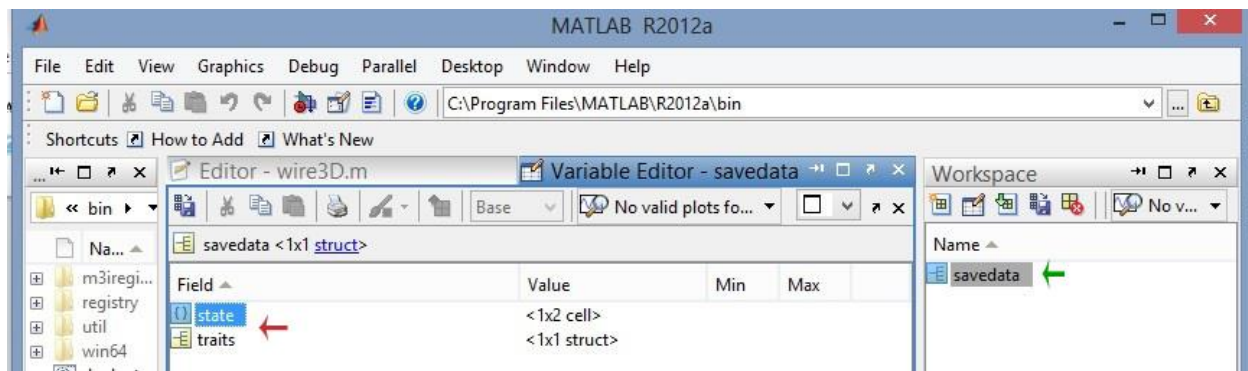 MATLAB R2012a
File Edit View Graphics Debug Parallel Desktop Window Help
C:\Program Files\MATLAB\R2012a\bin
Shortcuts How to Add What's New
Editor - wire3D.m Variable Editor - savedata Workspace
« bin Base No valid plots fo... No v...
Na... savedata <1x1 struct> Name
m3iregi... Field Value Min Max savedata
registry
state <1x2 cell>
util
traits <1x1 struct>
win64